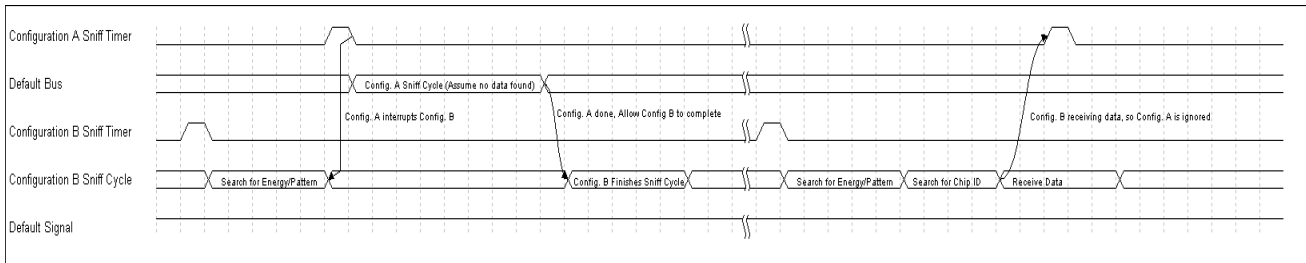 Configuration A Sniff Timer
Default Bus
Config. A Sniff Cycle.(Assume no data found)
Config. A interrupts Config. B
Config. A done, Allow Config B to complete
Config. B receiving data, so Config. A is ignored
Configuration B Sniff Timer
Configuration B Sniff Cycle
Search for Energy/Pattern
Config. B Finishes Sniff Cycle
Search for Energy/Pattern
Search for Chip ID
Receive Data
Default Signal